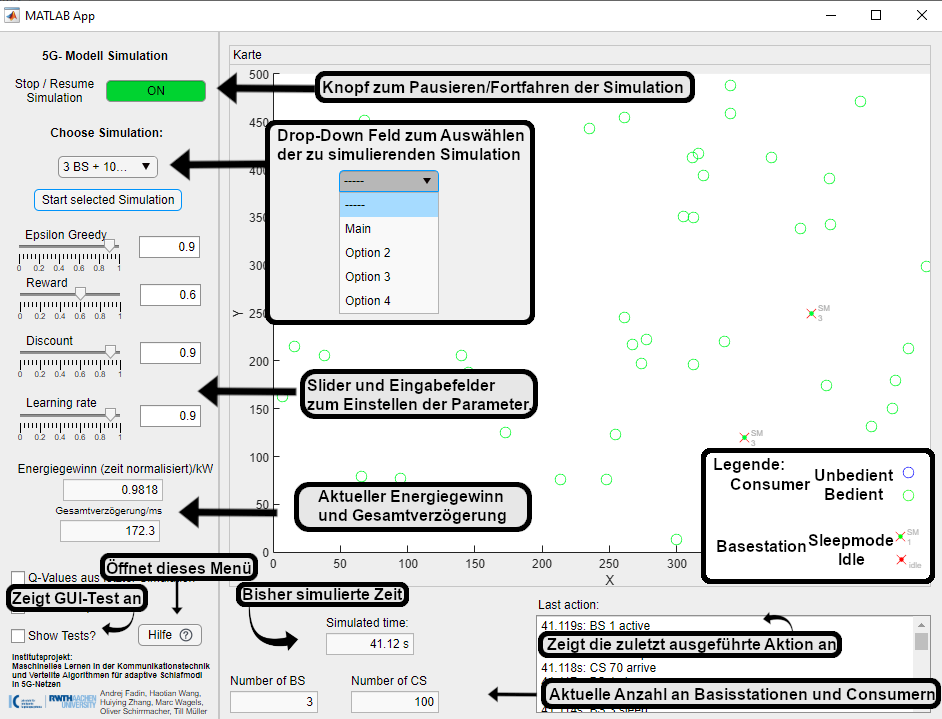 MATLAB App
5G- Modell Simulation
Stop / Resume
Simulation
ON
Knopf zum Pausieren/Fortfahren der Simulation
Choose Simulation:
3 BS + 10...
Start selected Simulation
Drop-Down Feld zum Auswählen
der zu simulierenden Simulation
-----
-----
Main
Option 2
Option 3
Option 4
Epsilon Greedy
0.9
0 0.2 0.4 0.6 0.8 1
Reward
0.6
0 0.2 0.4 0.6 0.8 1
Discount
0.9
0 0.2 0.4 0.6 0.8 1
Learning rate
0.9
0 0.2 0.4 0.6 0.8 1
Slider und Eingabefelder
zum Einstellen der Parameter.
Energiegewinn (zeit normalisiert)/kW
0.9818
Gesamtverzögerung/ms
172.3
Aktueller Energiegewinn
und Gesamtverzögerung
Karte
500
450
400
350
300
250
200
150
100
50
0
Y
0 50 100 150 200 250 300
X
SM
3
SM
3
Legende:
Consumer
Unbedient
Bedient
Basestation
Sleepmode
SM
1
Idle
idle
Öffnet dieses Menü
Q-Values aus
Zeigt GUI-Test an
Show Tests?
Hilfe ?
Institutsprojekt:
Maschinelles Lernen in der Kommunikationetechnik
und Verteilte Algorithmen für adaptive Schlafmodi
in 5G-Netzen
RWTHAACHEN
UNIVERSITY
Andrej Fadin, Haotian Wang,
Huiying Zhang, Marc Wagels,
Oliver Schirrmacher, Till Müller
Bisher simulierte Zeit
Simulated time:
41.12 s
Number of BS
3
Number of CS
100
Last action:
41.119s: BS 1 active
Zeigt die zuletzt ausgeführte Aktion an
41.118s: CS 70 arrive
Aktuelle Anzahl an Basisstationen und Consumern
41.114s: BS 3 sleep